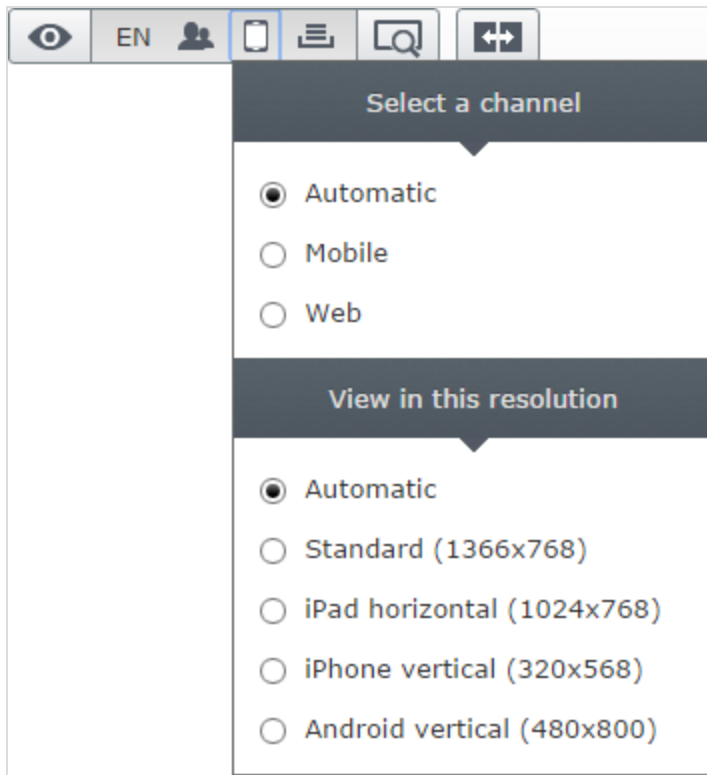 EN
Select a channel
Automatic
Mobile
Web
View in this resolution
Automatic
Standard (1366x768)
iPad horizontal (1024x768)
iPhone vertical (320x568)
Android vertical (480x800)